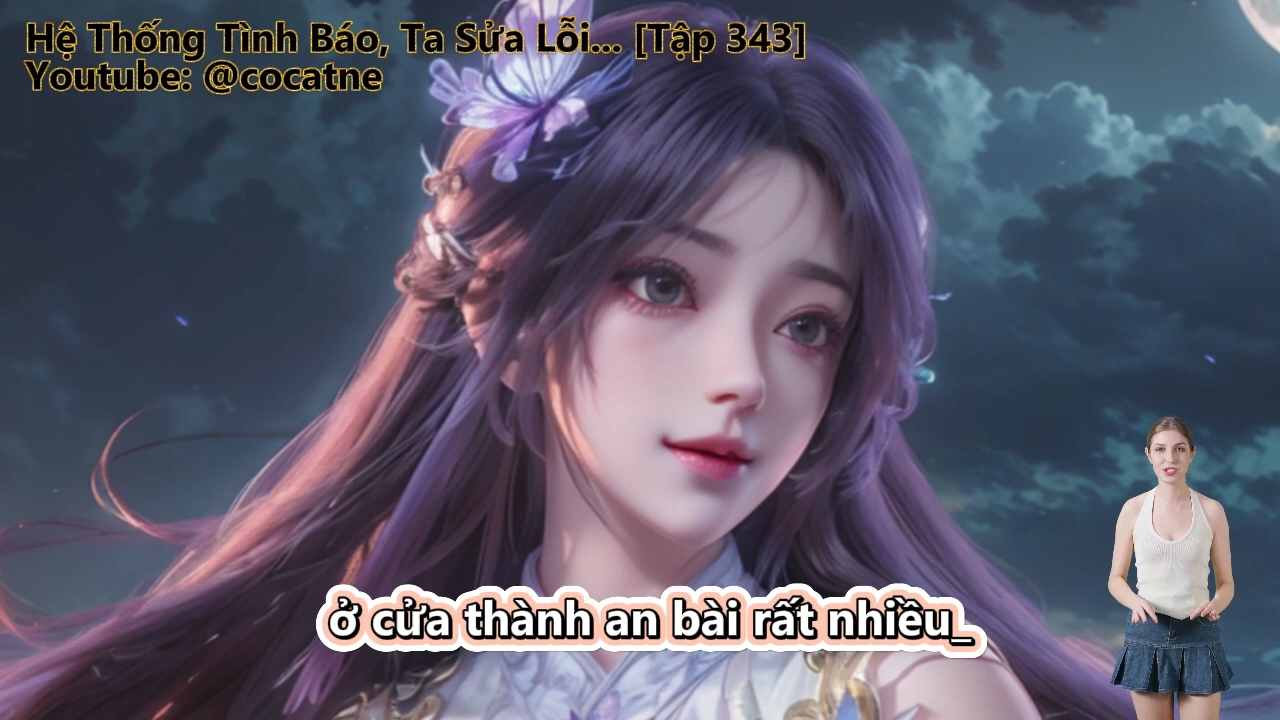 Hệ Thống Tình Báo, Ta Sửa Lỗi... [Tập 343]
Youtube: @cocatne
ở cửa thành an bài rất nhiều_